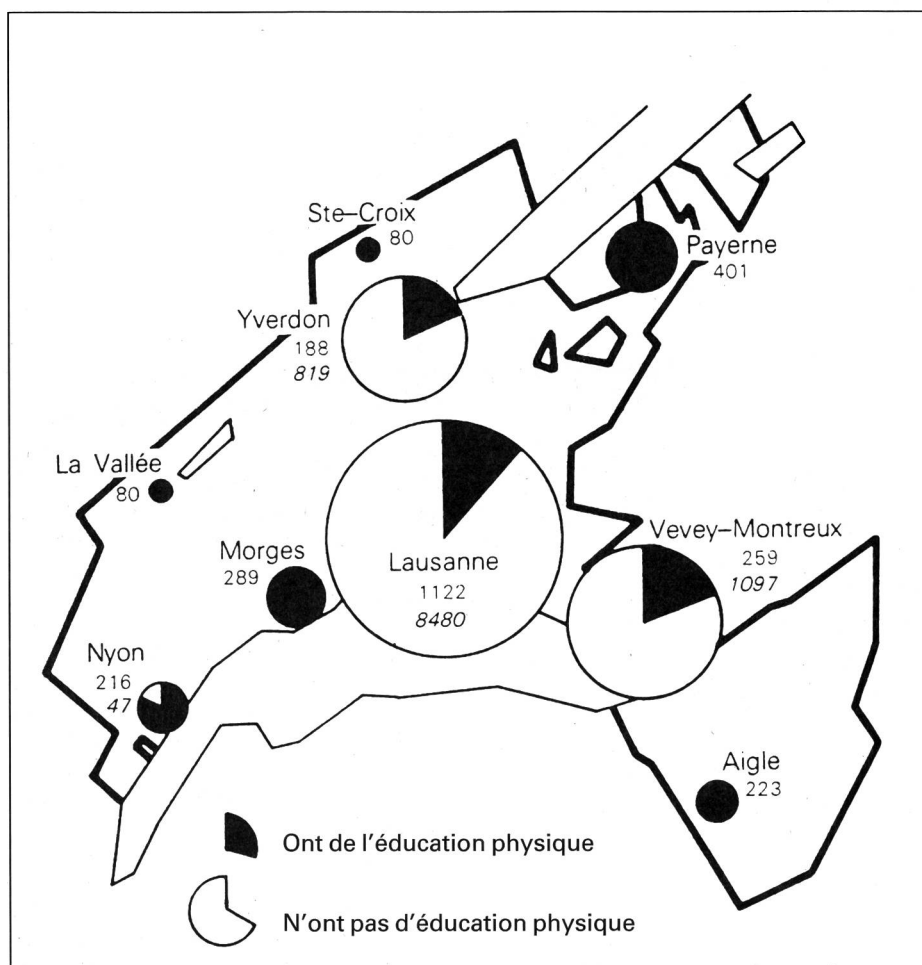 Ste–Croix
80
Payerne
401
Yverdon
188
819
La Vallée
80
Vevey–Montreux
259
1097
Morges
289
Lausanne
1122
8480
Nyon
216
47
Aigle
223
Ont de l'éducation physique
N'ont pas d'éducation physique